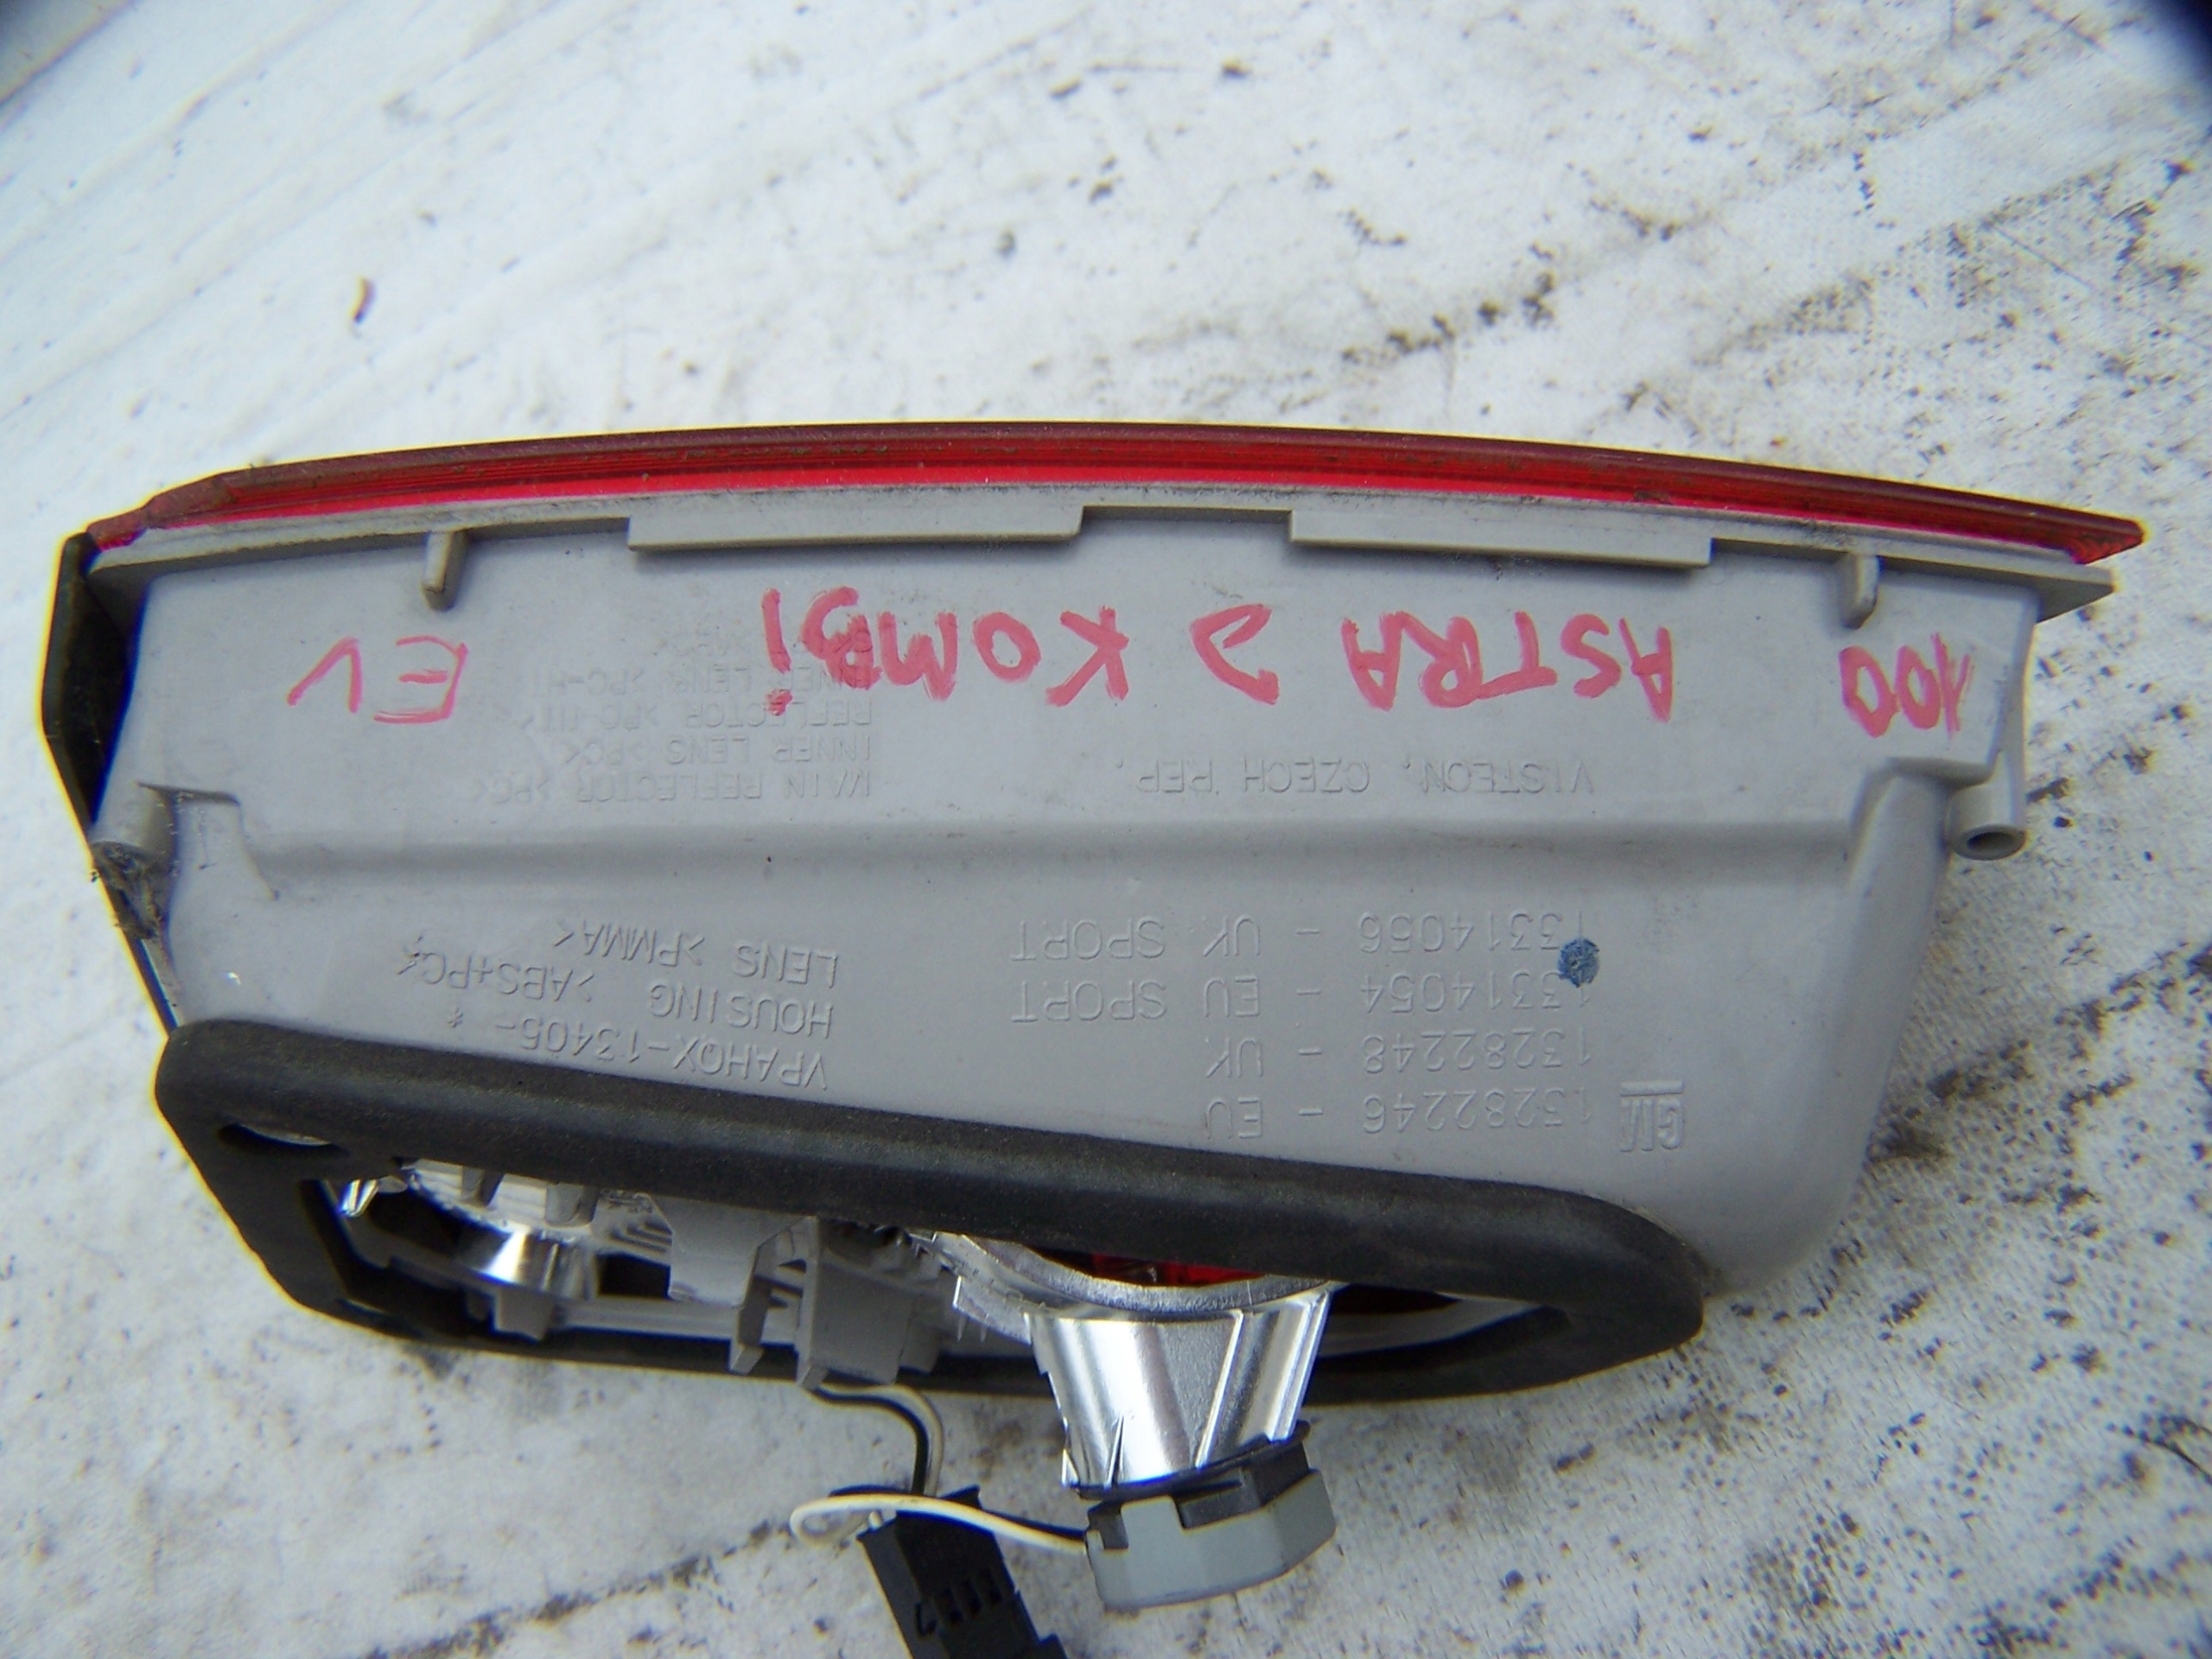 GM
13282246 - EU
13282248 - UK
13314054 - EU SPORT
13314056 - UK SPORT
VPAHQX-13405- *
HOUSING >ABS+PC<
LENS >PMMA<
VISTEON, CZECH REP.
MAIN REFLECTOR >PC<
INNER LENS >PC<
REFLECTOR >PC-HT<
INNER LENS >PC-HT
100 ASTRA J KOMBi EV